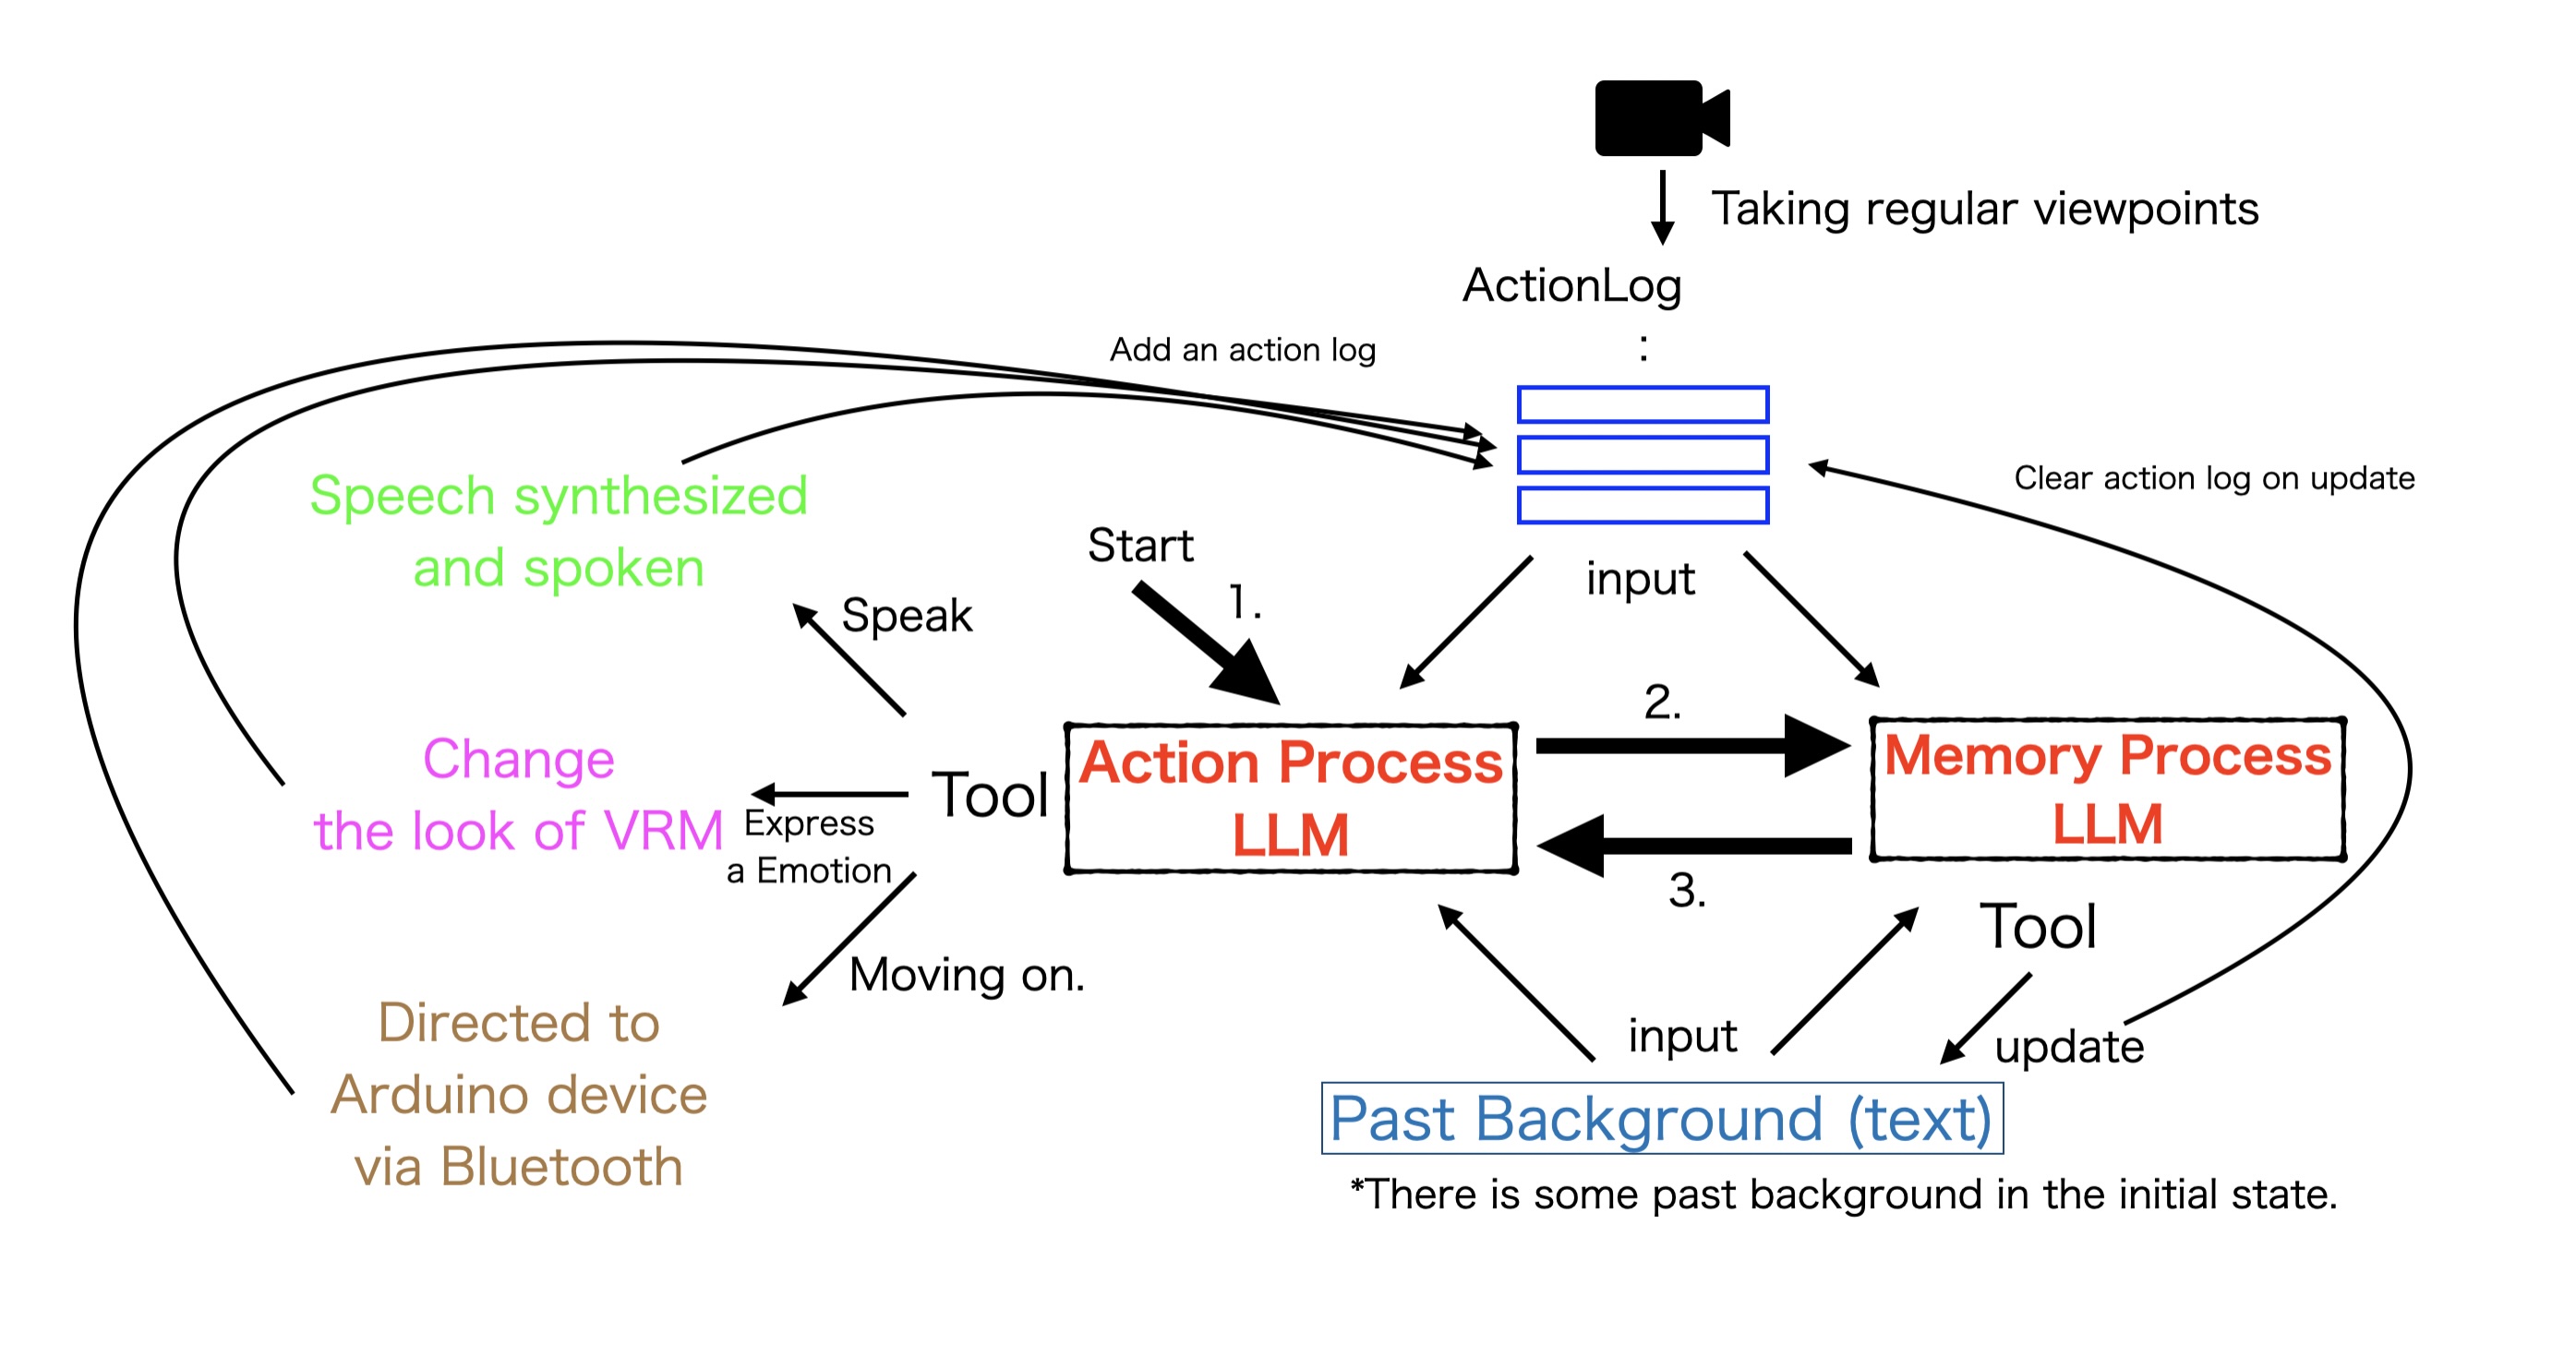 Taking regular viewpoints
ActionLog
:
Add an action log
Clear action log on update
Speech synthesized
and spoken
Start
1.
input
Speak
2.
Change
the look of VRM
Express
a Emotion
Tool
Action Process
LLM
Memory Process
LLM
3.
Tool
Moving on.
Directed to
Arduino device
via Bluetooth
input
update
Past Background (text)
*There is some past background in the initial state.